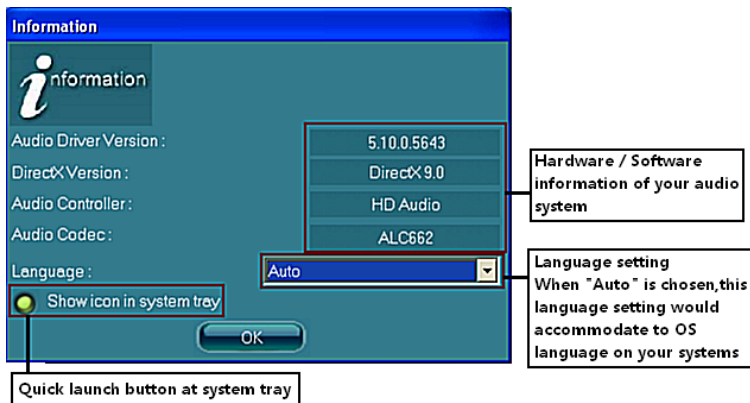 Information
information
Audio Driver Version :
5.10.0.5643
DirectX Version :
DirectX 9.0
Audio Controller :
HD Audio
Audio Codec :
ALC662
Language :
Auto
Show icon in system tray
OK
Hardware / Software
information of your audio
system
Language setting
When "Auto" is chosen,this
language setting would
accommodate to OS
language on your systems
Quick launch button at system tray